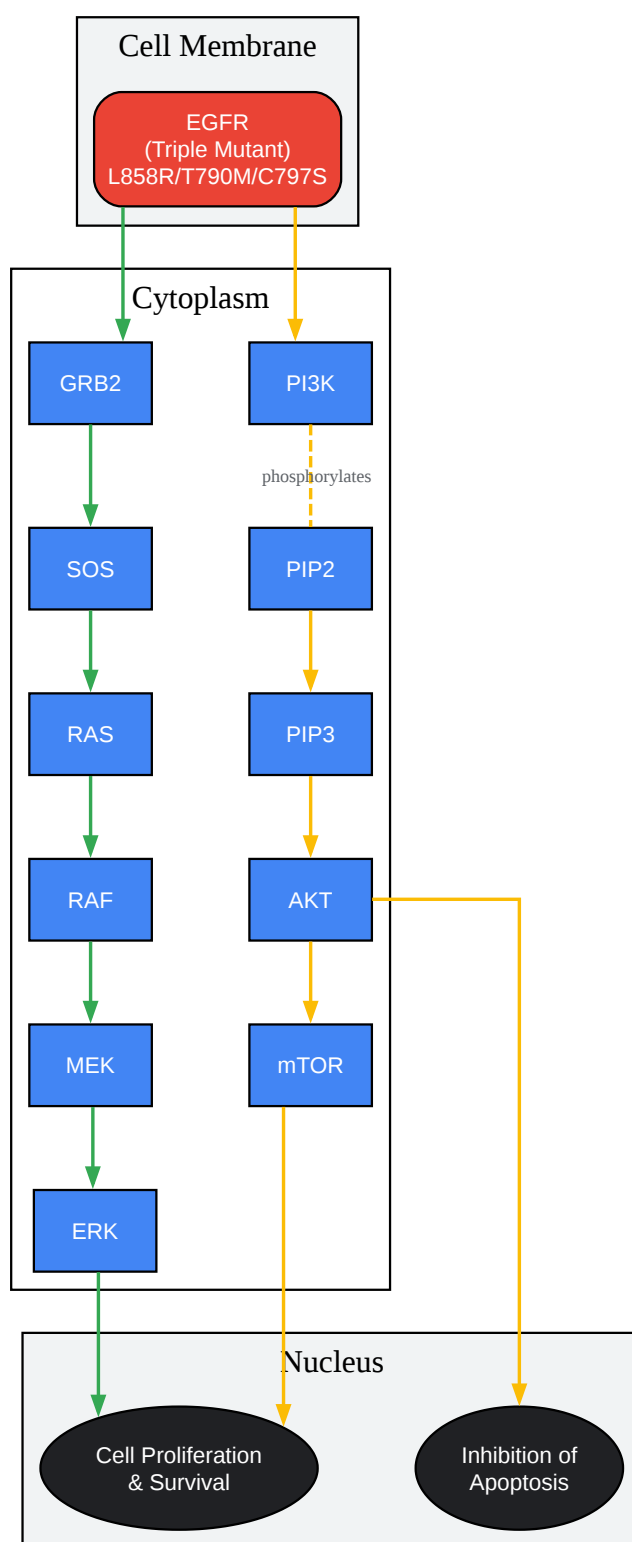 Cell Membrane
EGFR
(Triple Mutant)
L858R/T790M/C797S
Cytoplasm
GRB2
PI3K
phosphorylates
SOS
PIP2
RAS
PIP3
RAF
AKT
MEK
mTOR
ERK
Nucleus
Cell Proliferation
& Survival
Inhibition of
Apoptosis